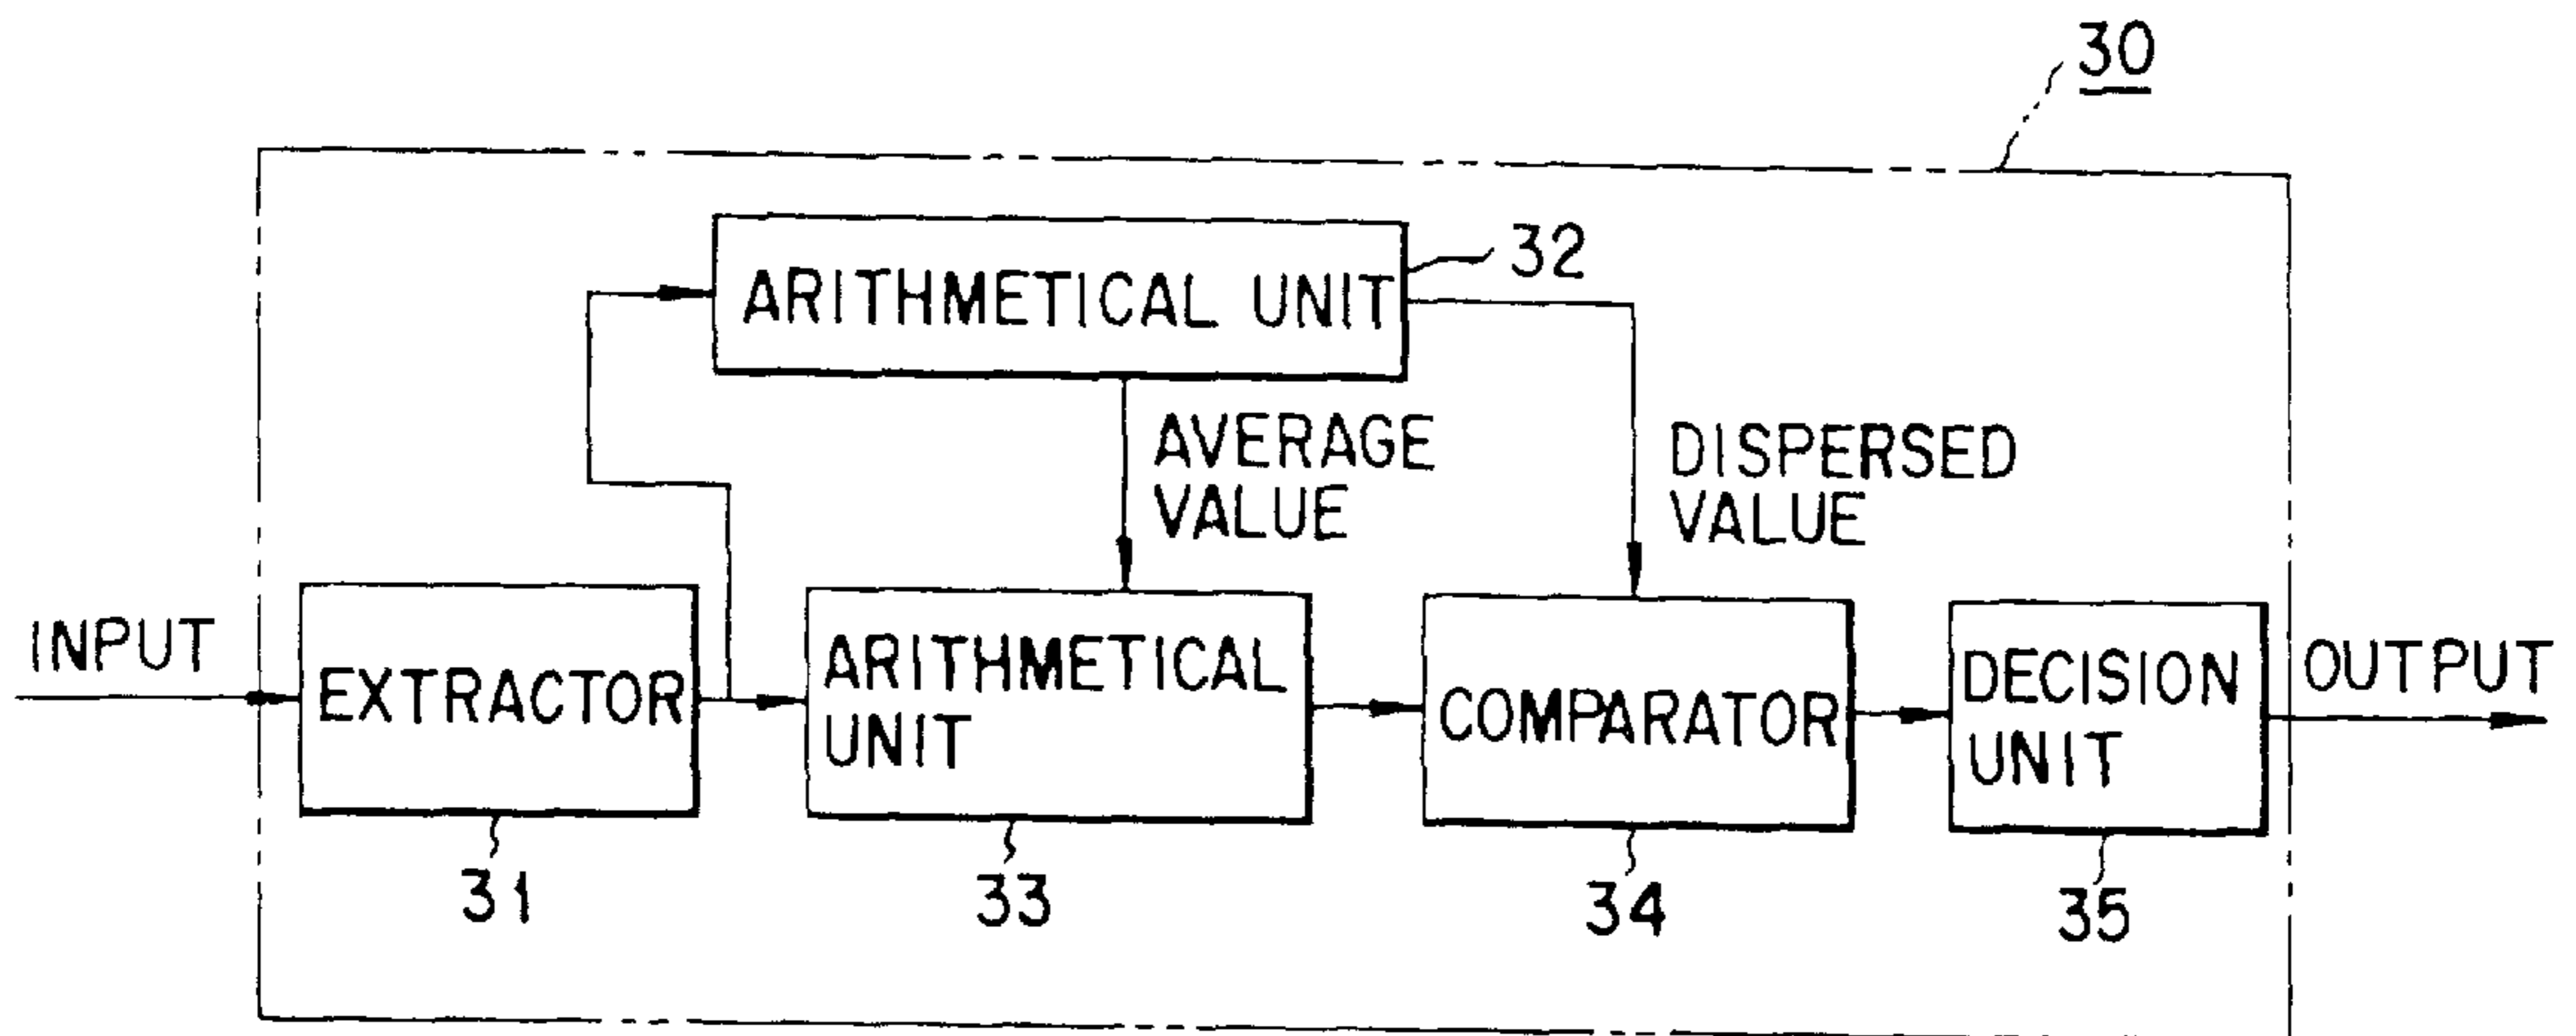 30
ARITHMETICAL UNIT
32
AVERAGE
VALUE
DISPERSED
VALUE
INPUT
EXTRACTOR
ARITHMETICAL
UNIT
COMPARATOR
DECISION
UNIT
OUTPUT
31
33
34
35